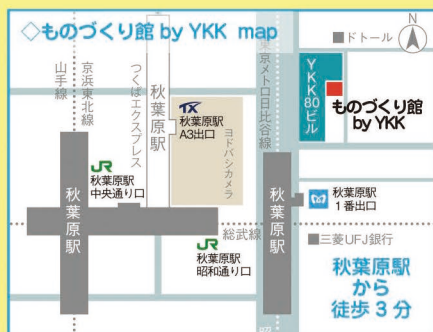 ◇ものづくり館 by YKK map
N
■ドトール
山手線
京浜東北線
つくばエクスプレス
秋葉原駅
TX
秋葉原駅
A3出口
ヨドバシカメラ
東京メトロ日比谷線
YKK80ビル
ものづくり館
by YKK
JR
秋葉原駅
中央通り口
秋葉原駅
秋葉原駅
秋葉原駅
1番出口
総武線
JR
秋葉原駅
昭和通り口
■三菱UFJ銀行
秋葉原駅
から
徒歩3分
昭